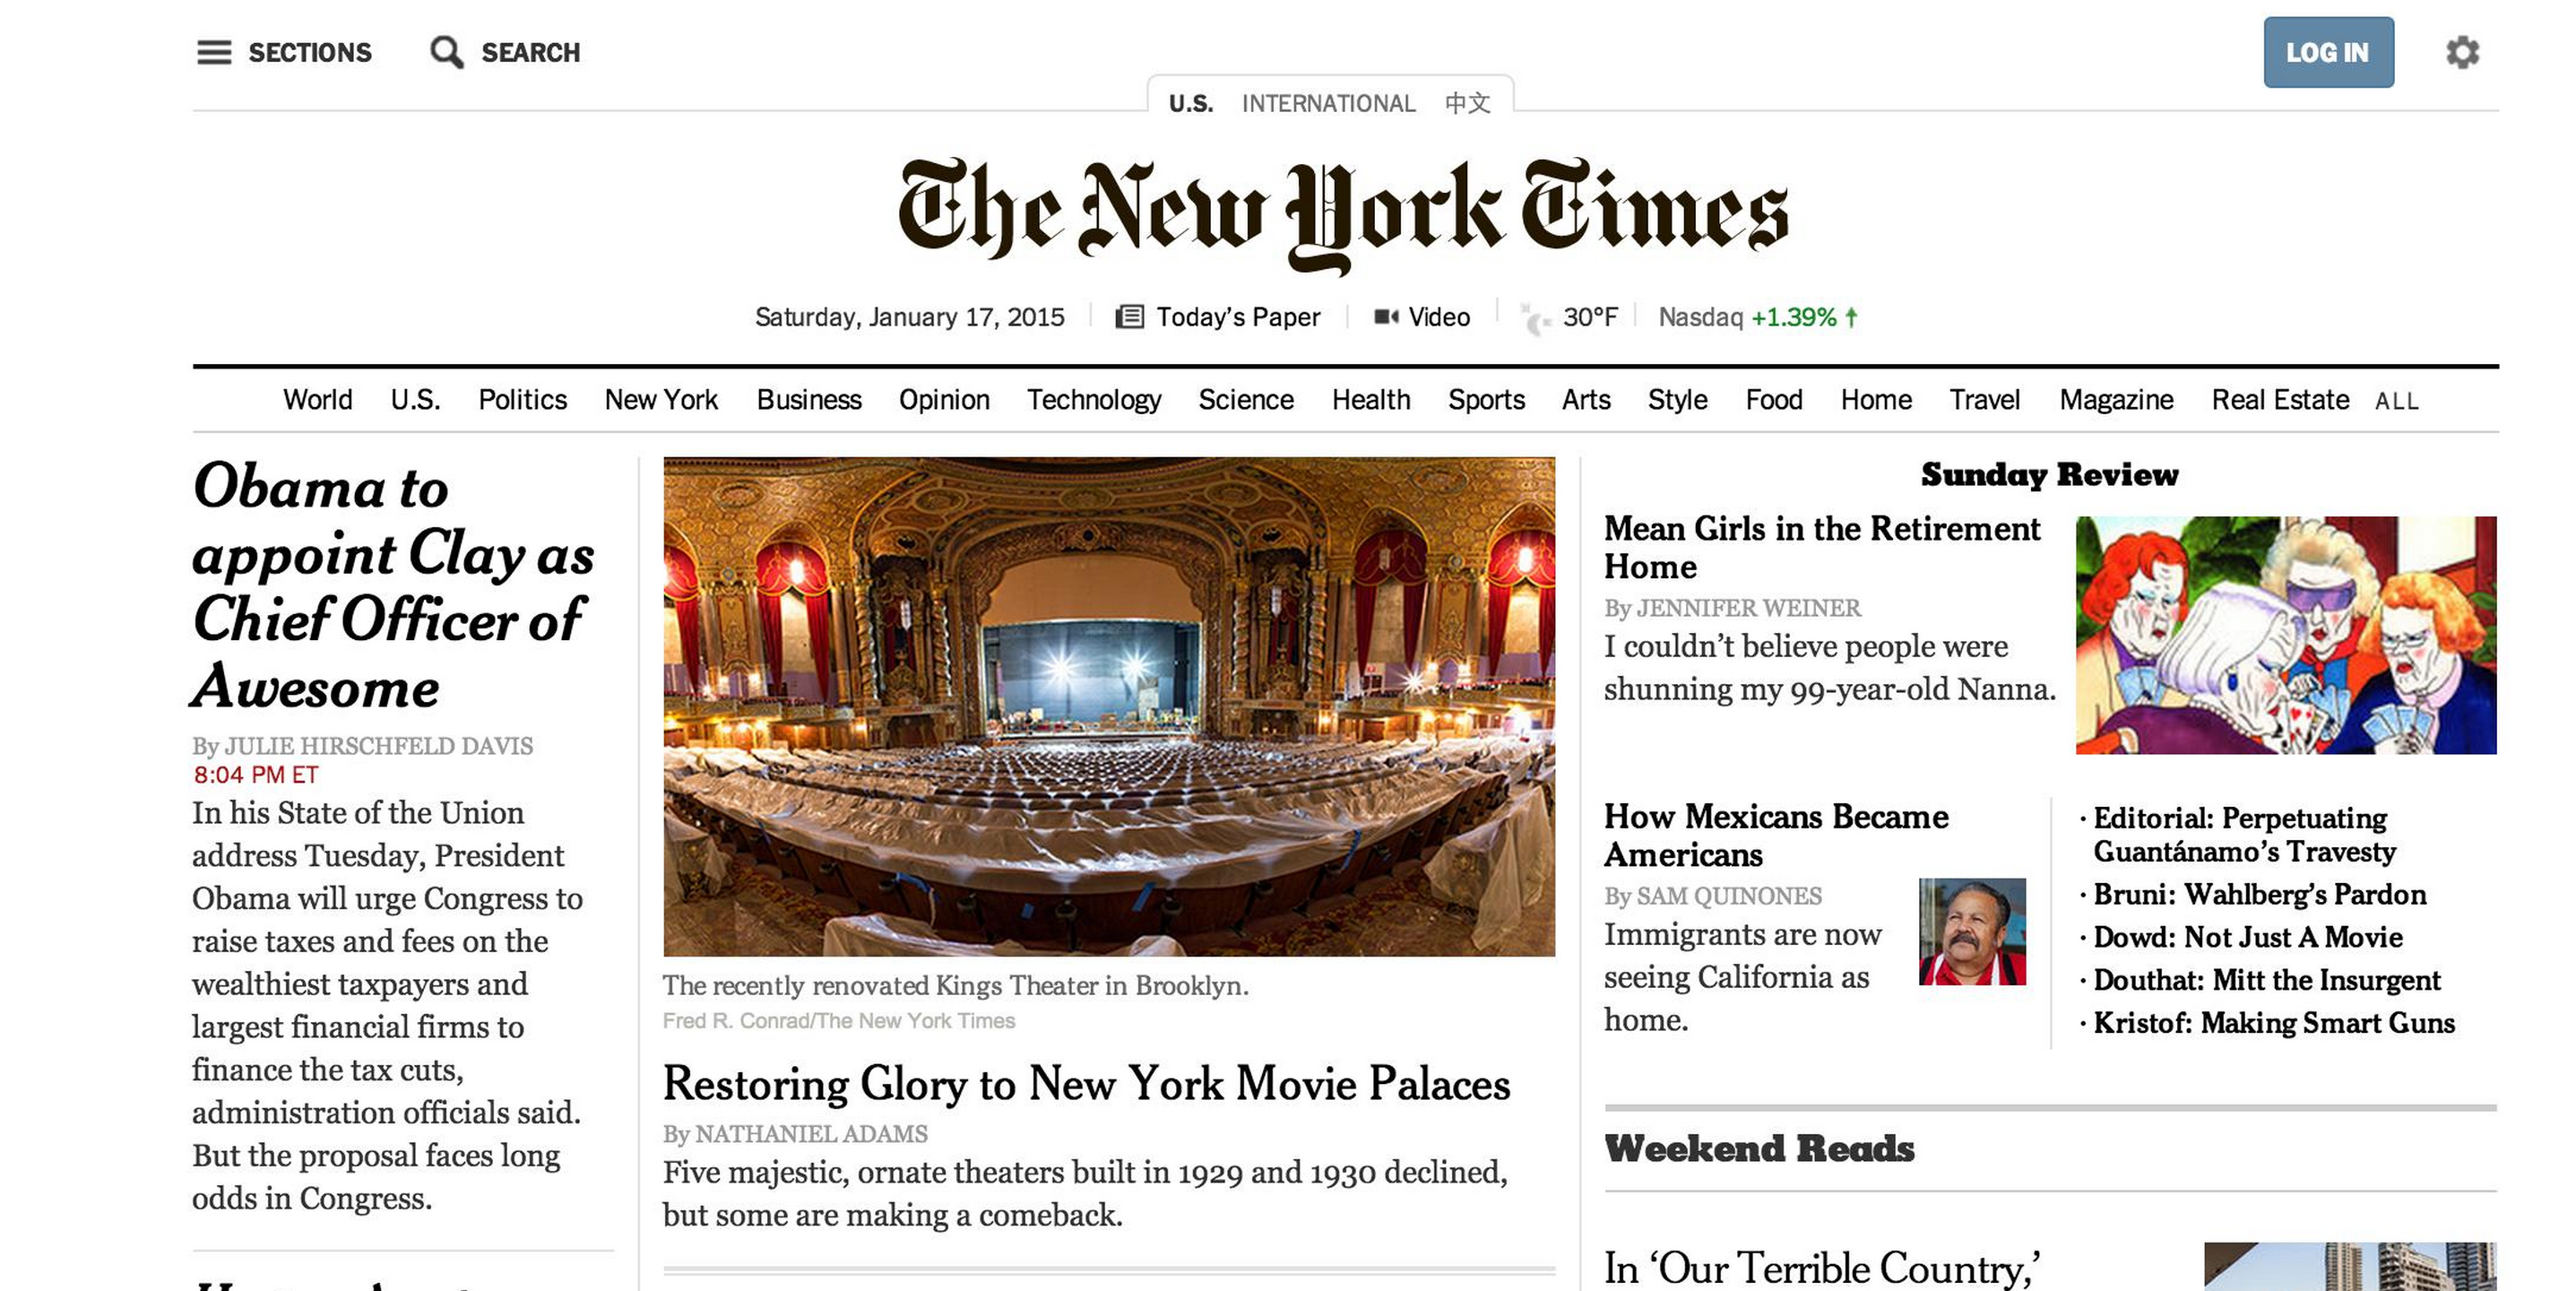 SECTIONS SEARCH LOG IN
U.S. INTERNATIONAL 中文
The New York Times
Saturday, January 17, 2015 Today's Paper Video 30°F Nasdaq +1.39%
World U.S. Politics New York Business Opinion Technology Science Health Sports Arts Style Food Home Travel Magazine Real Estate ALL
Obama to
appoint Clay as
Chief Officer of
Awesome
By JULIE HIRSCHFELD DAVIS
8:04 PM ET
In his State of the Union
address Tuesday, President
Obama will urge Congress to
raise taxes and fees on the
wealthiest taxpayers and
largest financial firms to
finance the tax cuts,
administration officials said.
But the proposal faces long
odds in Congress.
The recently renovated Kings Theater in Brooklyn.
Fred R. Conrad/The New York Times
Restoring Glory to New York Movie Palaces
By NATHANIEL ADAMS
Five majestic, ornate theaters built in 1929 and 1930 declined,
but some are making a comeback.
Sunday Review
Mean Girls in the Retirement
Home
By JENNIFER WEINER
I couldn't believe people were
shunning my 99-year-old Nanna.
How Mexicans Became
Americans
By SAM QUINONES
Immigrants are now
seeing California as
home.
· Editorial: Perpetuating
Guantánamo's Travesty
· Bruni: Wahlberg's Pardon
· Dowd: Not Just A Movie
· Douthat: Mitt the Insurgent
· Kristof: Making Smart Guns
Weekend Reads
In 'Our Terrible Country,'